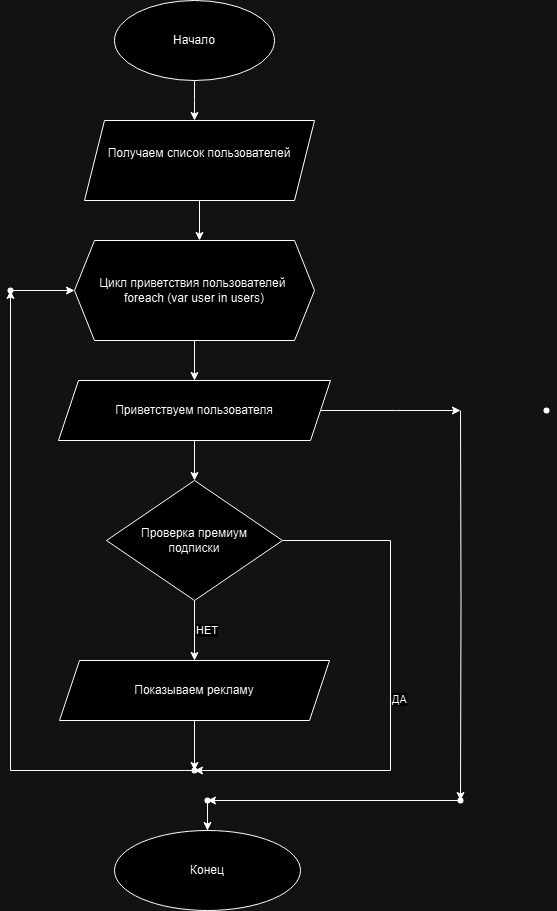 Начало
Получаем список пользователей
Цикл приветствия пользователей
foreach (var user in users)
Приветствуем пользователя
Проверка премиум
подписки
НЕТ
Показываем рекламу
ДА
Конец